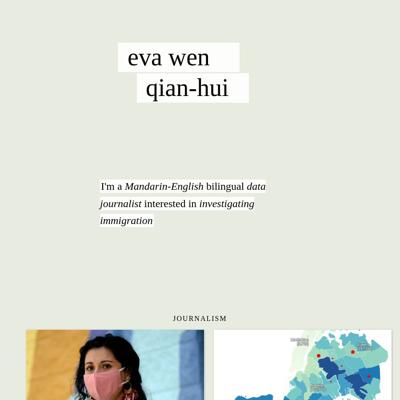 eva wen
qian-hui
I'm a Mandarin-English bilingual data
journalist interested in investigating
immigration
JOURNALISM